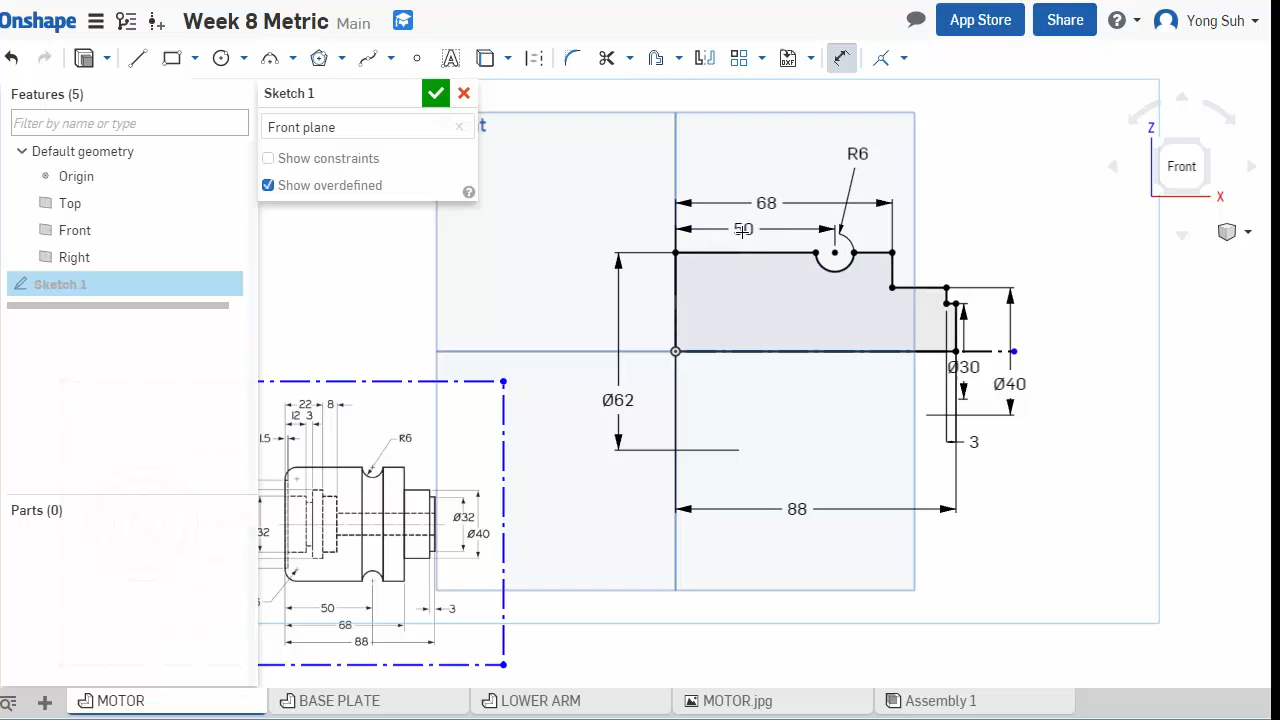 Onshape
Week 8 Metric Main
App Store
Share
Yong Suh
Features (5)
Filter by name or type
Default geometry
Origin
Top
Front
Right
Sketch 1
Parts (0)
Sketch 1
Front plane
Show constraints
Show overdefined
R6
68
50
Ø62
Ø30
Ø40
3
88
Z
Front
X
22 8
12 3
R6
Ø32
Ø40
32
50
3
68
88
MOTOR
BASE PLATE
LOWER ARM
MOTOR.jpg
Assembly 1